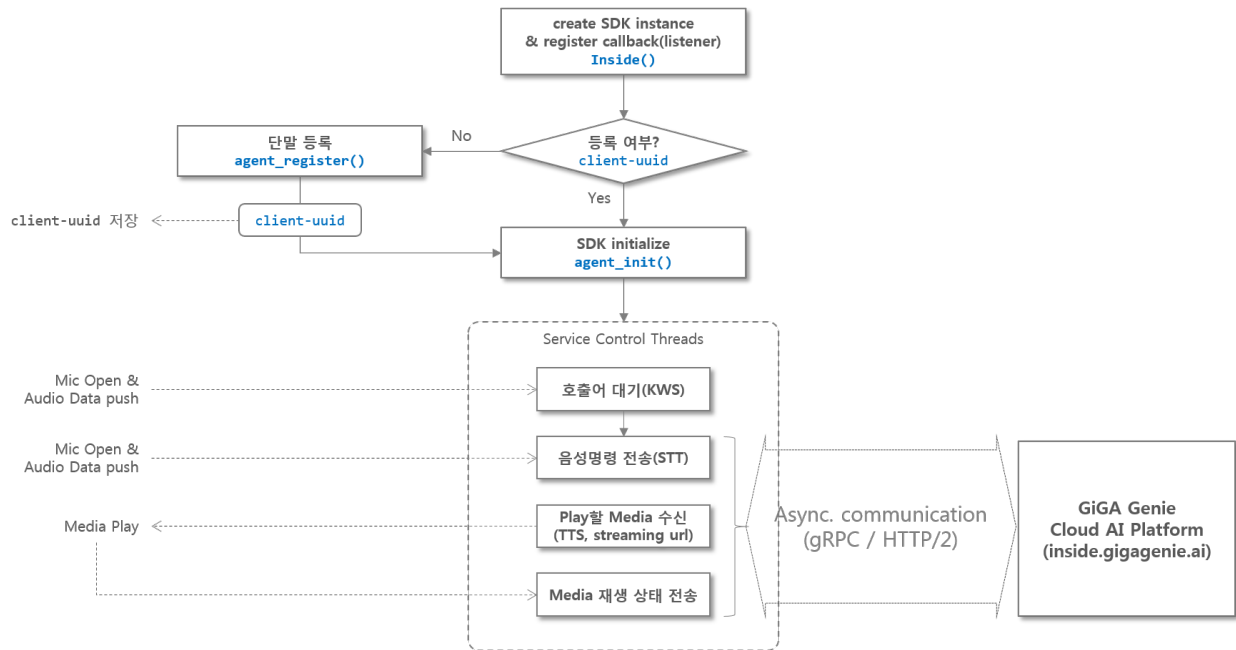 create SDK instance
& register callback(listener)
Inside()
등록 여부?
client-uuid
No
단말 등록
agent_register()
Yes
client-uuid
client-uuid 저장
SDK initialize
agent_init()
Service Control Threads
Mic Open &
Audio Data push
호출어 대기(KWS)
Mic Open &
Audio Data push
음성명령 전송(STT)
Media Play
Play할 Media 수신
(TTS, streaming url)
Media 재생 상태 전송
Async. communication
(gRPC / HTTP/2)
GiGA Genie
Cloud AI Platform
(inside.gigagenie.ai)